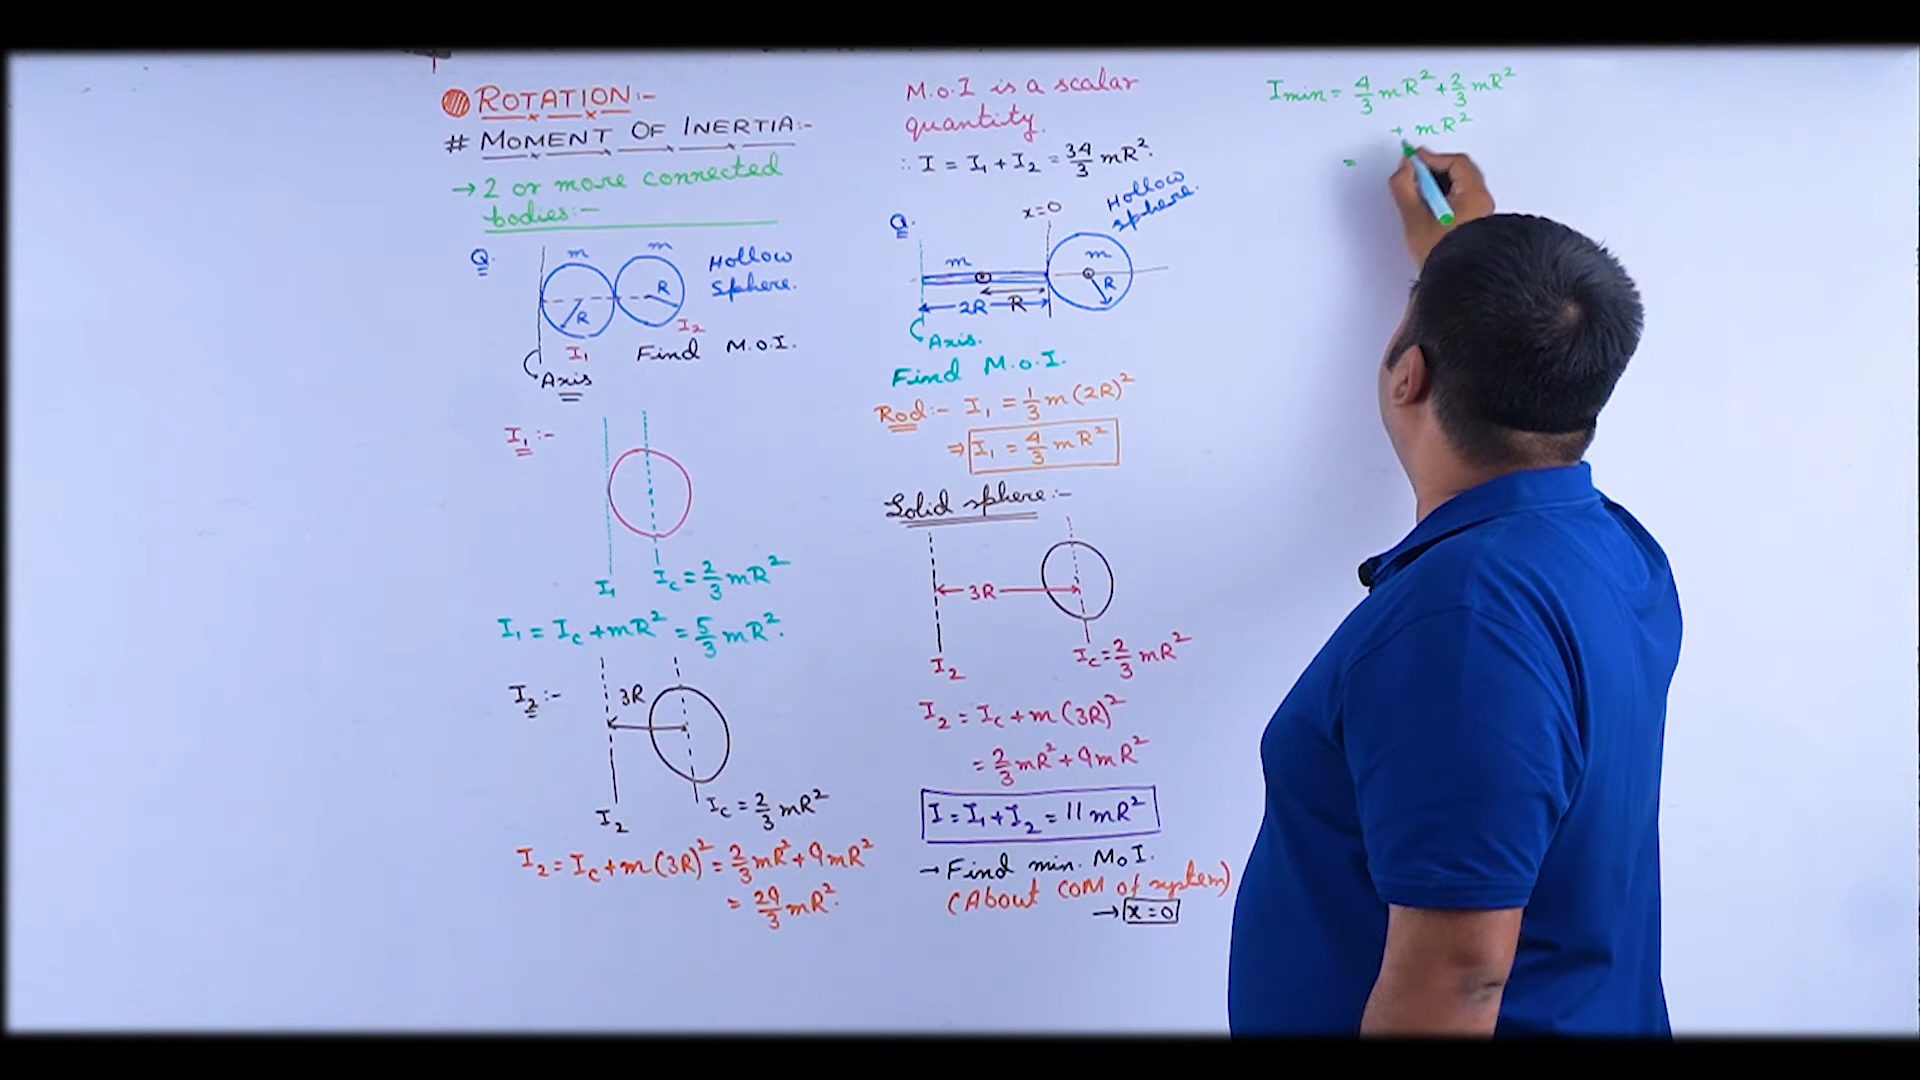 ROTATION:-
# MOMENT OF INERTIA:-
→ 2 or more connected
bodies:-
Q.
m
m
Hollow
sphere.
R
R
I₁
I₂
Find M.O.I.
Axis
I₁:-
I₁
I_c = 2/3 mR²
I₁ = I_c + mR² = 5/3 mR².
I₂:-
3R
I₂
I_c = 2/3 mR²
I₂ = I_c + m(3R)² = 2/3 mR² + 9mR²
= 29/3 mR².
M.O.I is a scalar
quantity.
∴ I = I₁ + I₂ = 34/3 mR².
Q.
x=0
Hollow
sphere.
m
m
R
2R
R
Axis.
Find M.O.I.
Rod:- I₁ = 1/3 m(2R)²
⇒ I₁ = 4/3 mR²
Solid sphere:-
3R
I₂
I_c = 2/3 mR²
I₂ = I_c + m(3R)²
= 2/3 mR² + 9mR²
I = I₁ + I₂ = 11 mR²
→ Find min. MOI.
(About COM of system)
→ x=0
Imin = 4/3 mR² + 2/3 mR²
+ mR²
=